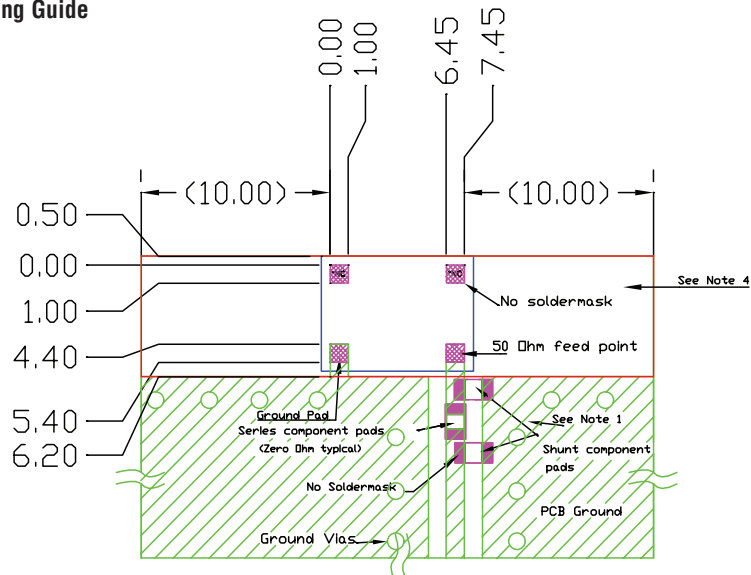 ng Guide
0.00
1.00
6.45
7.45
(10.00)
(10.00)
0.50
0.00
1.00
4.40
5.40
6.20
See Note 4
No soldermask
50 Ohm feed point
Ground Pad
Series component pads
(Zero Ohm typical)
See Note 1
Shunt component
pads
No Soldermask
PCB Ground
Ground Vias